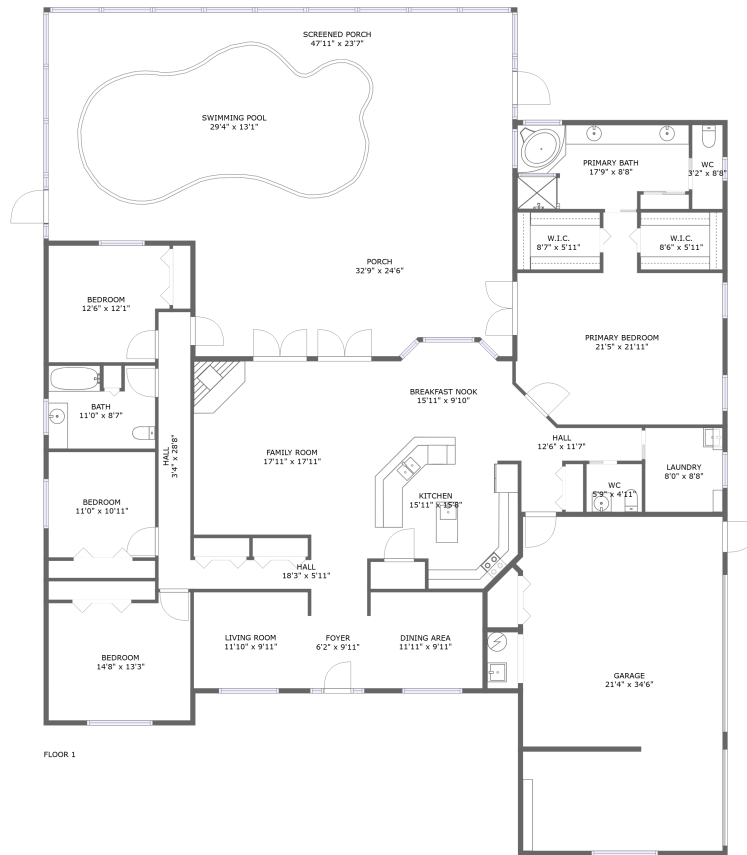 SCREENED PORCH
47'11" x 23'7"
SWIMMING POOL
29'4" x 13'1"
PRIMARY BATH
17'9" x 8'8"
WC
3'2" x 8'8"
W.I.C.
8'7" x 5'11"
W.I.C.
8'6" x 5'11"
PORCH
32'9" x 24'6"
BEDROOM
12'6" x 12'1"
PRIMARY BEDROOM
21'5" x 21'11"
BREAKFAST NOOK
15'11" x 9'10"
BATH
11'0" x 8'7"
HALL
3'4" x 28'8"
FAMILY ROOM
17'11" x 17'11"
HALL
12'6" x 11'7"
LAUNDRY
8'0" x 8'8"
WC
5'9" x 4'11"
KITCHEN
15'11" x 15'8"
BEDROOM
11'0" x 10'11"
HALL
18'3" x 5'11"
LIVING ROOM
11'10" x 9'11"
FOYER
6'2" x 9'11"
DINING AREA
11'11" x 9'11"
BEDROOM
14'8" x 13'3"
GARAGE
21'4" x 34'6"
FLOOR 1